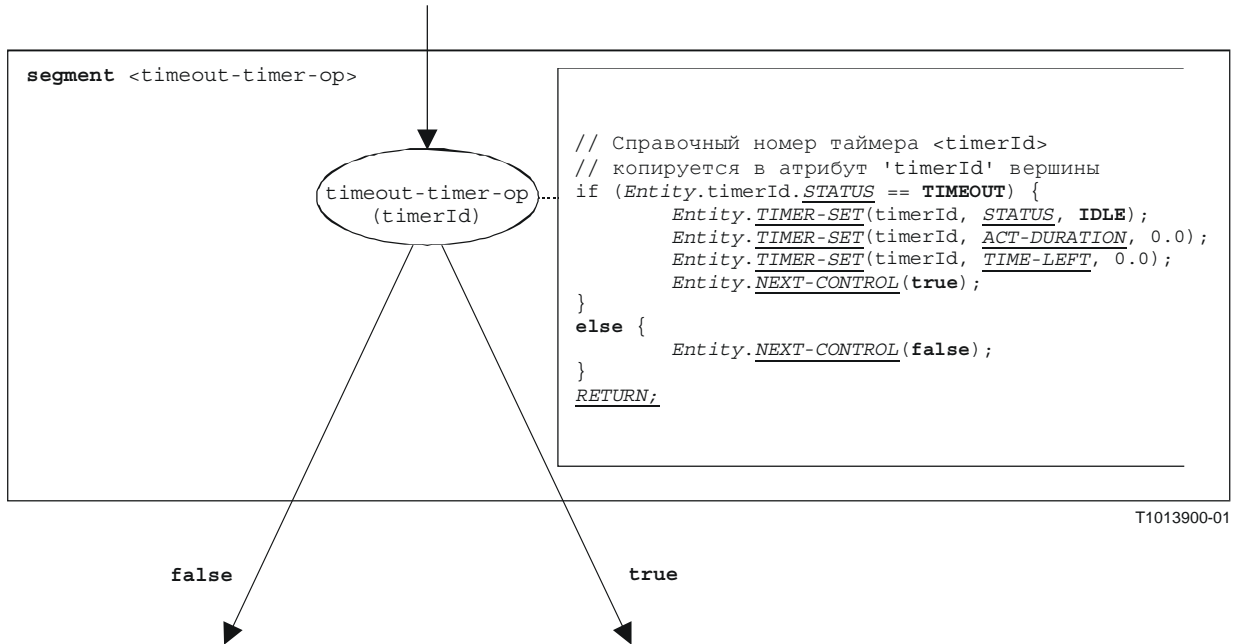 segment <timeout-timer-op>
timeout-timer-op
(timerId)
// Справочный номер таймера <timerId>
// копируется в атрибут 'timerId' вершины
if (Entity.timerId.STATUS == TIMEOUT) {
Entity.TIMER-SET(timerId, STATUS, IDLE);
Entity.TIMER-SET(timerId, ACT-DURATION, 0.0);
Entity.TIMER-SET(timerId, TIME-LEFT, 0.0);
Entity.NEXT-CONTROL(true);
}
else {
Entity.NEXT-CONTROL(false);
}
RETURN;
T1013900-01
false
true